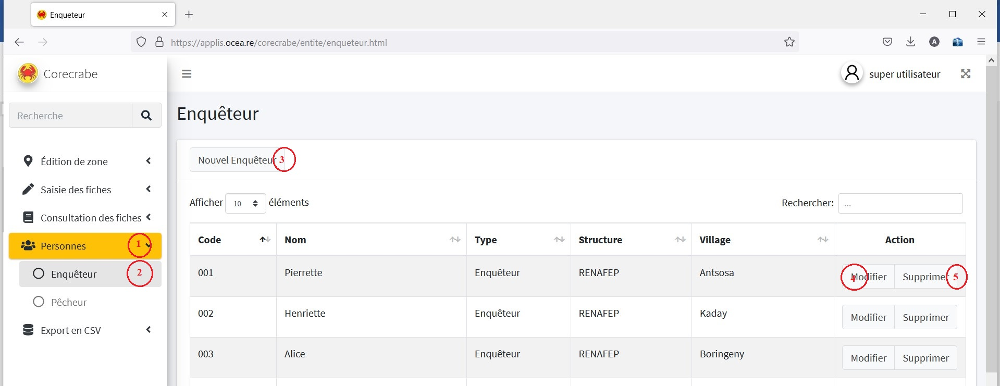 Enqueteur
https://applis.ocea.re/corecrabe/entite/enqueteur.html
A
Corecrabe
super utilisateur
Recherche
Enquêteur
Édition de zone
Nouvel Enquêteur 3
Saisie des fiches
Afficher 10 éléments
Rechercher: ...
Consultation des fiches
Personnes 1
Code Nom Type Structure Village Action
Enquêteur 2
001 Pierrette Enquêteur RENAFEP Antsosa 4 Modifier Supprimer 5
Pêcheur
002 Henriette Enquêteur RENAFEP Kaday Modifier Supprimer
Export en CSV
003 Alice Enquêteur RENAFEP Boringeny Modifier Supprimer